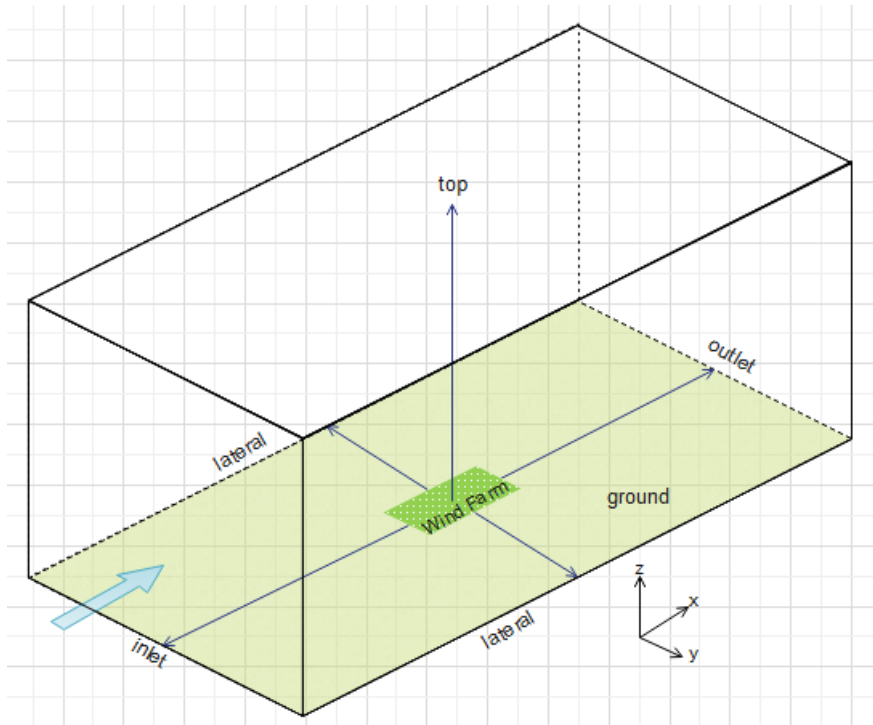 top
outlet
lateral
Wind Farm
ground
z
x
y
lateral
inlet